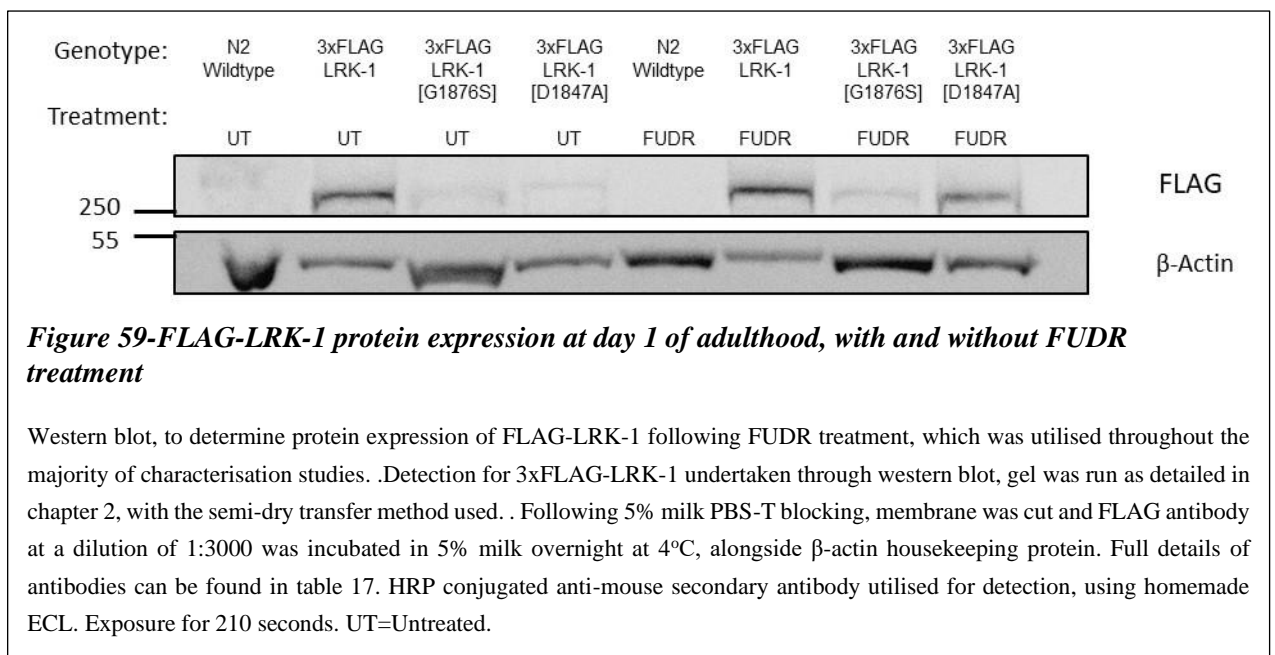 Genotype:
N2 Wildtype
3xFLAG LRK-1
3xFLAG LRK-1 [G1876S]
3xFLAG LRK-1 [D1847A]
N2 Wildtype
3xFLAG LRK-1
3xFLAG LRK-1 [G1876S]
3xFLAG LRK-1 [D1847A]
Treatment:
UT UT UT UT FUDR FUDR FUDR FUDR
250
FLAG
55
β-Actin
Figure 59-FLAG-LRK-1 protein expression at day 1 of adulthood, with and without FUDR
treatment
Western blot, to determine protein expression of FLAG-LRK-1 following FUDR treatment, which was utilised throughout the
majority of characterisation studies. .Detection for 3xFLAG-LRK-1 undertaken through western blot, gel was run as detailed in
chapter 2, with the semi-dry transfer method used. . Following 5% milk PBS-T blocking, membrane was cut and FLAG antibody
at a dilution of 1:3000 was incubated in 5% milk overnight at 4°C, alongside β-actin housekeeping protein. Full details of
antibodies can be found in table 17. HRP conjugated anti-mouse secondary antibody utilised for detection, using homemade
ECL. Exposure for 210 seconds. UT=Untreated.